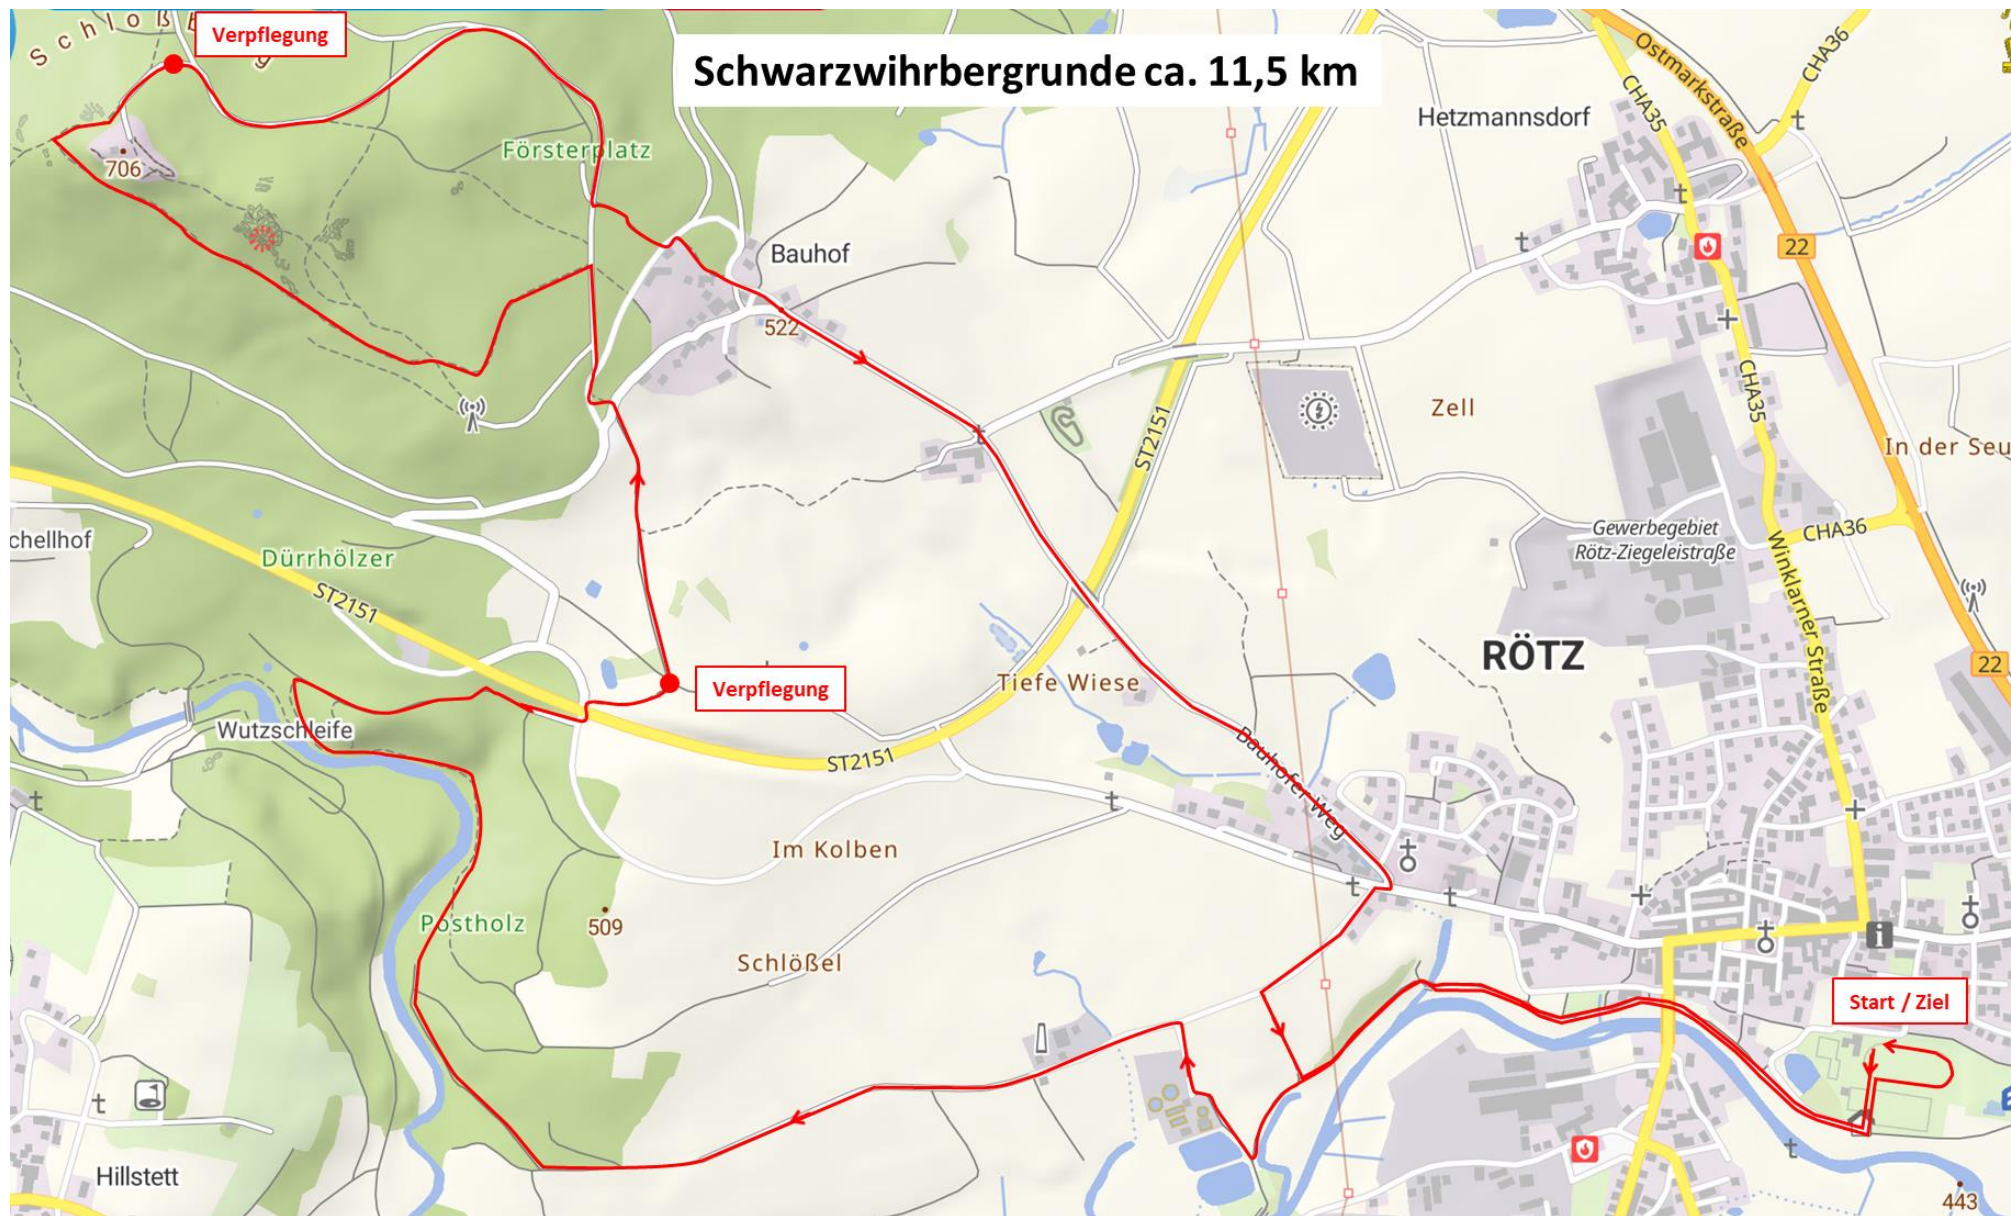 Schloßb
g
Verpflegung
Schwarzwihrbergrunde ca. 11,5 km
CHA36
Ostmarkstraße
CHA35
Hetzmannsdorf
Försterplatz
706
22
Bauhof
522
CHA35
Zell
ST2151
In der Seu
Gewerbegebiet
Rötz-Ziegeleistraße
CHA36
chellhof
Dürrhölzer
ST2151
Winklarner Straße
RÖTZ
22
Tiefe Wiese
Verpflegung
Wutzschleife
Bauhofer Weg
ST2151
Im Kolben
Postholz
509
Schlößel
Start / Ziel
Hillstett
443